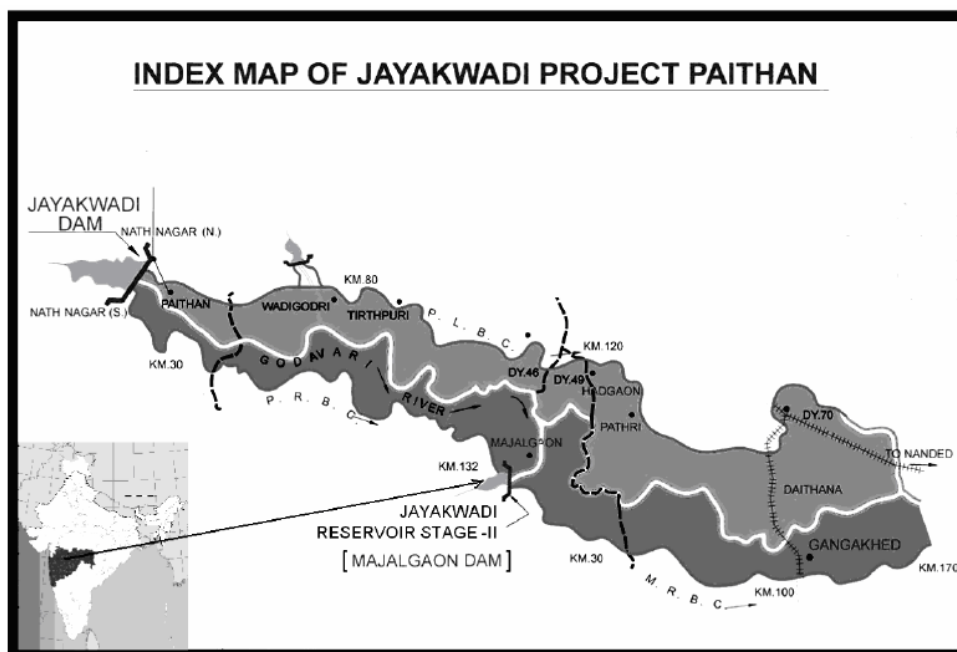 INDEX MAP OF JAYAKWADI PROJECT PAITHAN
JAYAKWADI
DAM
NATH NAGAR (N.)
NATH NAGAR (S.)
PAITHAN
WADIGODRI
KM.80
TIRTHPURI
P. L. B. C.
KM.30
GODAVARI
RIVER
P. R. B. C.
KM.120
DY.46
DY.49
HADGAON
PATHRI
DY.70
TO NANDED
MAJALGAON
KM.132
DAITHANA
JAYAKWADI
RESERVOIR STAGE -II
[MAJALGAON DAM]
KM.30
GANGAKHED
M. R. B. C.
KM.100
KM.170